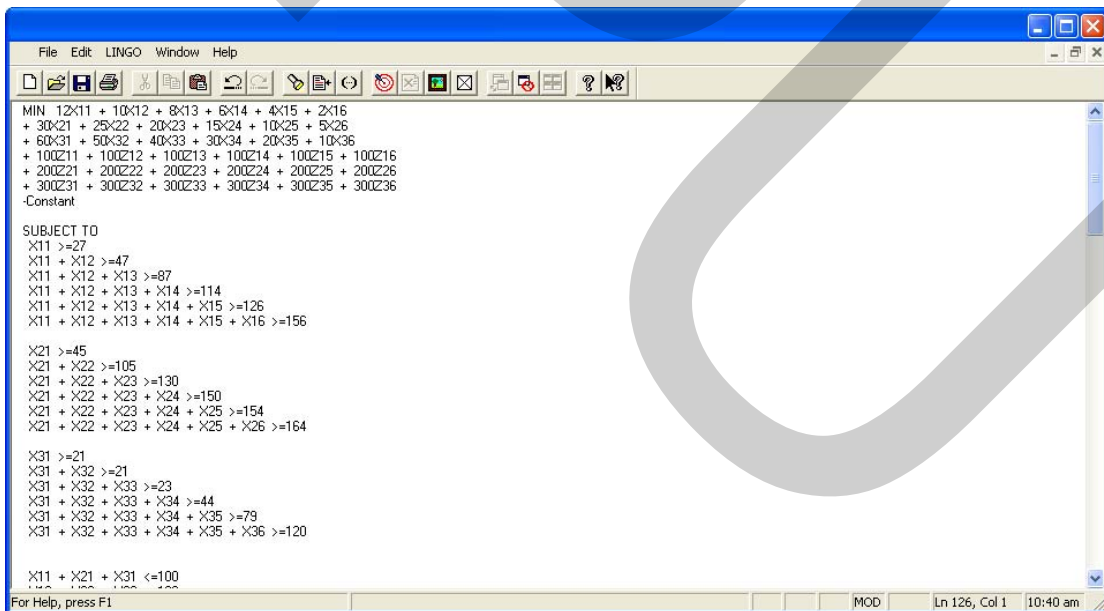 File Edit LINGO Window Help
MIN 12X11 + 10X12 + 8X13 + 6X14 + 4X15 + 2X16
+ 30X21 + 25X22 + 20X23 + 15X24 + 10X25 + 5X26
+ 60X31 + 50X32 + 40X33 + 30X34 + 20X35 + 10X36
+ 100Z11 + 100Z12 + 100Z13 + 100Z14 + 100Z15 + 100Z16
+ 200Z21 + 200Z22 + 200Z23 + 200Z24 + 200Z25 + 200Z26
+ 300Z31 + 300Z32 + 300Z33 + 300Z34 + 300Z35 + 300Z36
-Constant
SUBJECT TO
X11 >=27
X11 + X12 >=47
X11 + X12 + X13 >=87
X11 + X12 + X13 + X14 >=114
X11 + X12 + X13 + X14 + X15 >=126
X11 + X12 + X13 + X14 + X15 + X16 >=156
X21 >=45
X21 + X22 >=105
X21 + X22 + X23 >=130
X21 + X22 + X23 + X24 >=150
X21 + X22 + X23 + X24 + X25 >=154
X21 + X22 + X23 + X24 + X25 + X26 >=164
X31 >=21
X31 + X32 >=21
X31 + X32 + X33 >=23
X31 + X32 + X33 + X34 >=44
X31 + X32 + X33 + X34 + X35 >=79
X31 + X32 + X33 + X34 + X35 + X36 >=120
X11 + X21 + X31 <=100
For Help, press F1 MOD Ln 126, Col 1 10:40 am